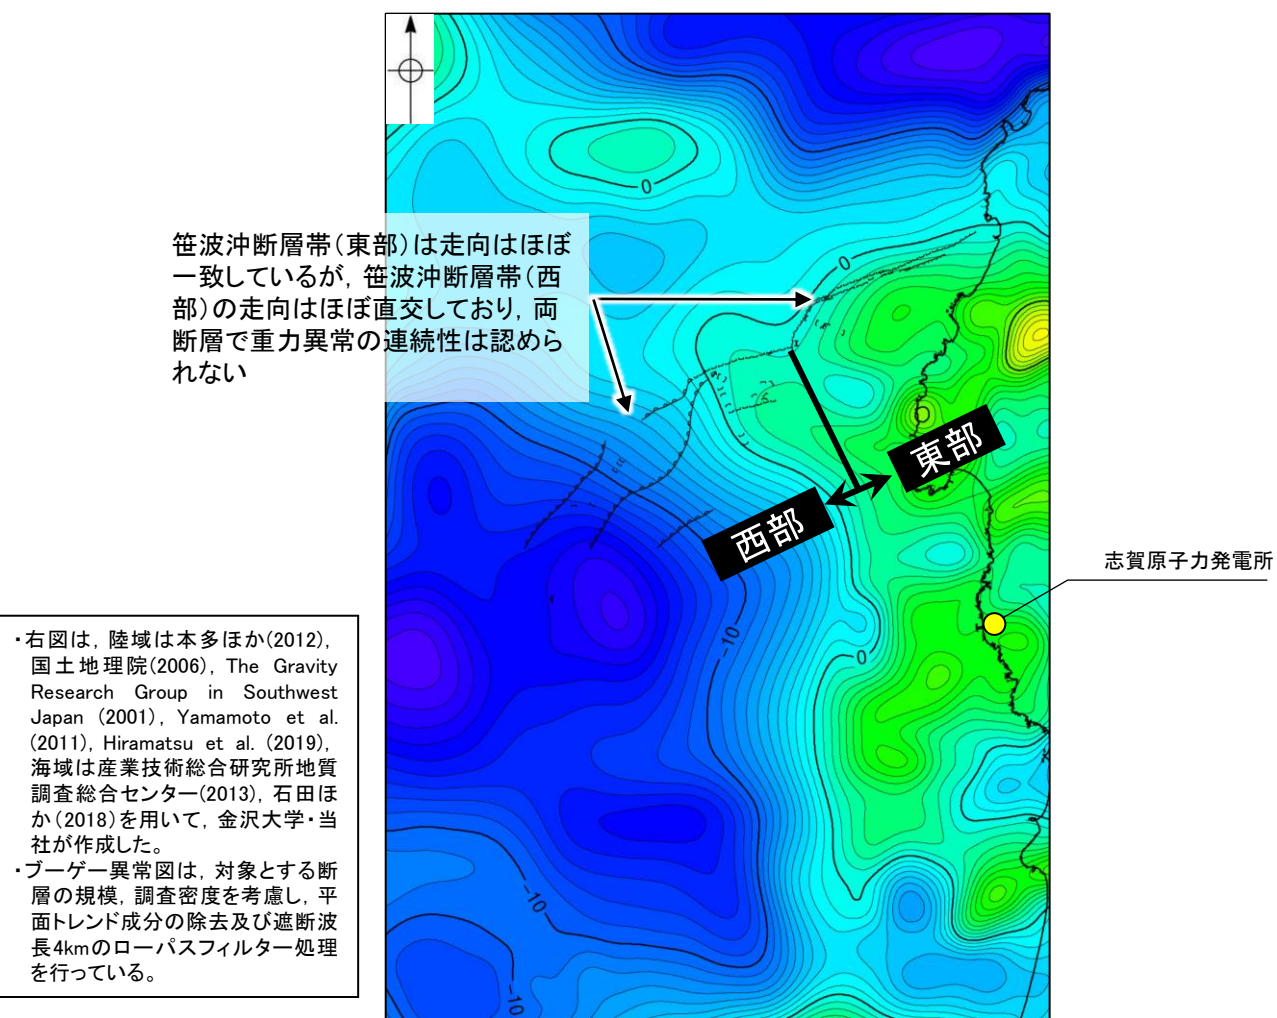 笹波沖断層帯(東部)は走向はほぼ
一致しているが, 笹波沖断層帯(西
部)の走向はほぼ直交しており, 両
断層で重力異常の連続性は認めら
れない
0
0
東部
西部
志賀原子力発電所
-10
0
-10
-10
・右図は, 陸域は本多ほか(2012),
国土地理院(2006), The Gravity
Research Group in Southwest
Japan (2001), Yamamoto et al.
(2011), Hiramatsu et al. (2019),
海域は産業技術総合研究所地質
調査総合センター(2013), 石田ほ
か(2018)を用いて, 金沢大学・当
社が作成した。
・ブーゲー異常図は, 対象とする断
層の規模, 調査密度を考慮し, 平
面トレンド成分の除去及び遮断波
長4kmのローパスフィルター処理
を行っている。